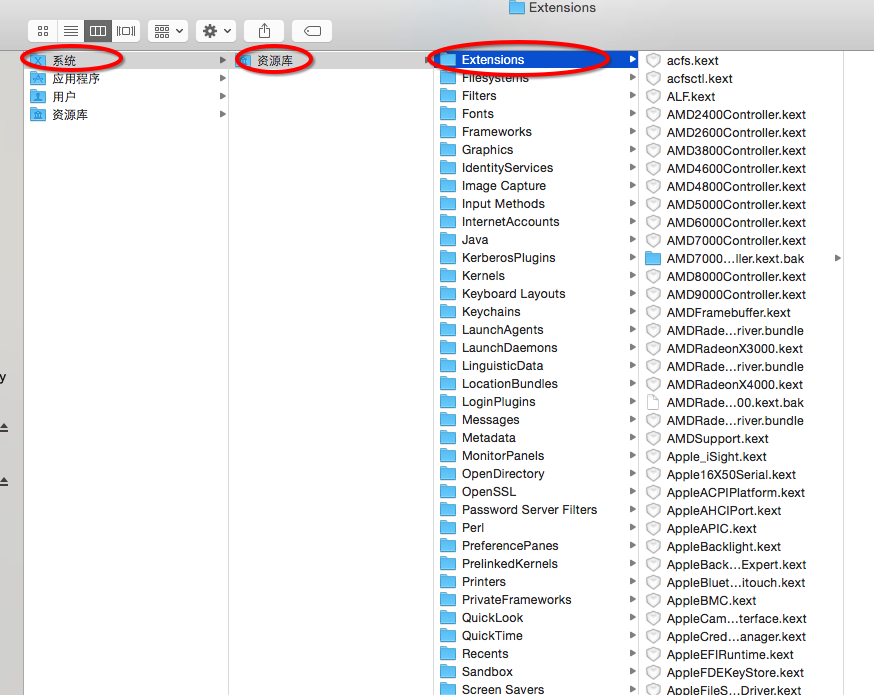 Extensions
系统
应用程序
用户
资源库
资源库
Extensions
Filesystems
Filters
Fonts
Frameworks
Graphics
IdentityServices
Image Capture
Input Methods
InternetAccounts
Java
KerberosPlugins
Kernels
Keyboard Layouts
Keychains
LaunchAgents
LaunchDaemons
LinguisticData
LocationBundles
LoginPlugins
Messages
Metadata
MonitorPanels
OpenDirectory
OpenSSL
Password Server Filters
Perl
PreferencePanes
PrelinkedKernels
Printers
PrivateFrameworks
QuickLook
QuickTime
Recents
Sandbox
Screen Savers
acfs.kext
acfsctl.kext
ALF.kext
AMD2400Controller.kext
AMD2600Controller.kext
AMD3800Controller.kext
AMD4600Controller.kext
AMD4800Controller.kext
AMD5000Controller.kext
AMD6000Controller.kext
AMD7000Controller.kext
AMD7000...ller.kext.bak
AMD8000Controller.kext
AMD9000Controller.kext
AMDFramebuffer.kext
AMDRade...river.bundle
AMDRadeonX3000.kext
AMDRade...river.bundle
AMDRadeonX4000.kext
AMDRade...00.kext.bak
AMDRade...river.bundle
AMDSupport.kext
Apple_iSight.kext
Apple16X50Serial.kext
AppleACPIPlatform.kext
AppleAHCIPort.kext
AppleAPIC.kext
AppleBacklight.kext
AppleBack...Expert.kext
AppleBluet...itouch.kext
AppleBMC.kext
AppleCam...terface.kext
AppleCred...anager.kext
AppleEFIRuntime.kext
AppleFDEKeyStore.kext
AppleFileS...Driver.kext
y